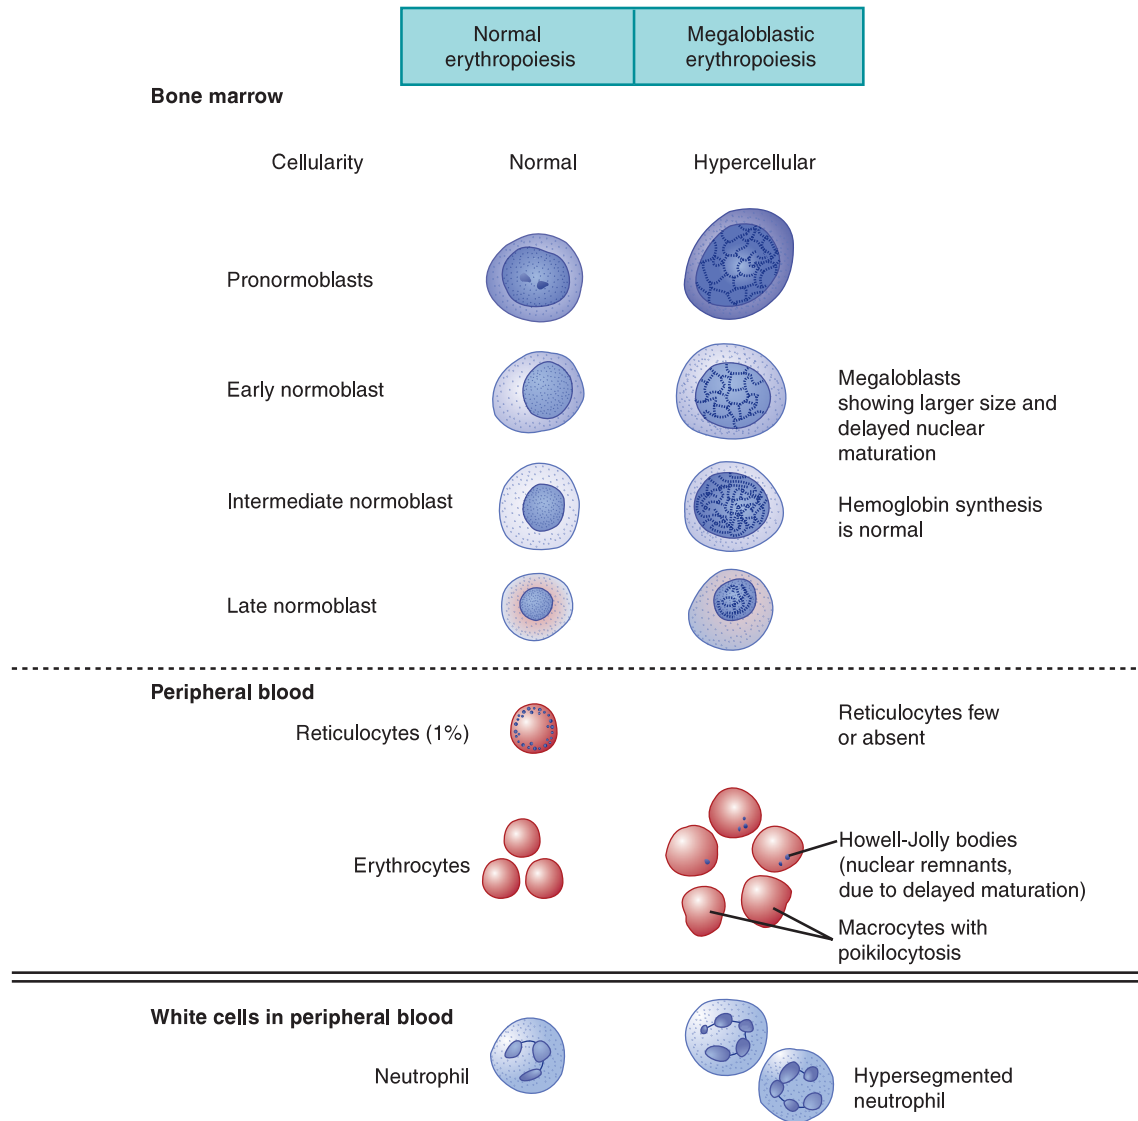 Normal
erythropoiesis
Megaloblastic
erythropoiesis
Bone marrow
Cellularity
Normal
Hypercellular
Pronormoblasts
Early normoblast
Megaloblasts
showing larger size and
delayed nuclear
maturation
Intermediate normoblast
Hemoglobin synthesis
is normal
Late normoblast
Peripheral blood
Reticulocytes (1%)
Reticulocytes few
or absent
Erythrocytes
Howell-Jolly bodies
(nuclear remnants,
due to delayed maturation)
Macrocytes with
poikilocytosis
White cells in peripheral blood
Neutrophil
Hypersegmented
neutrophil